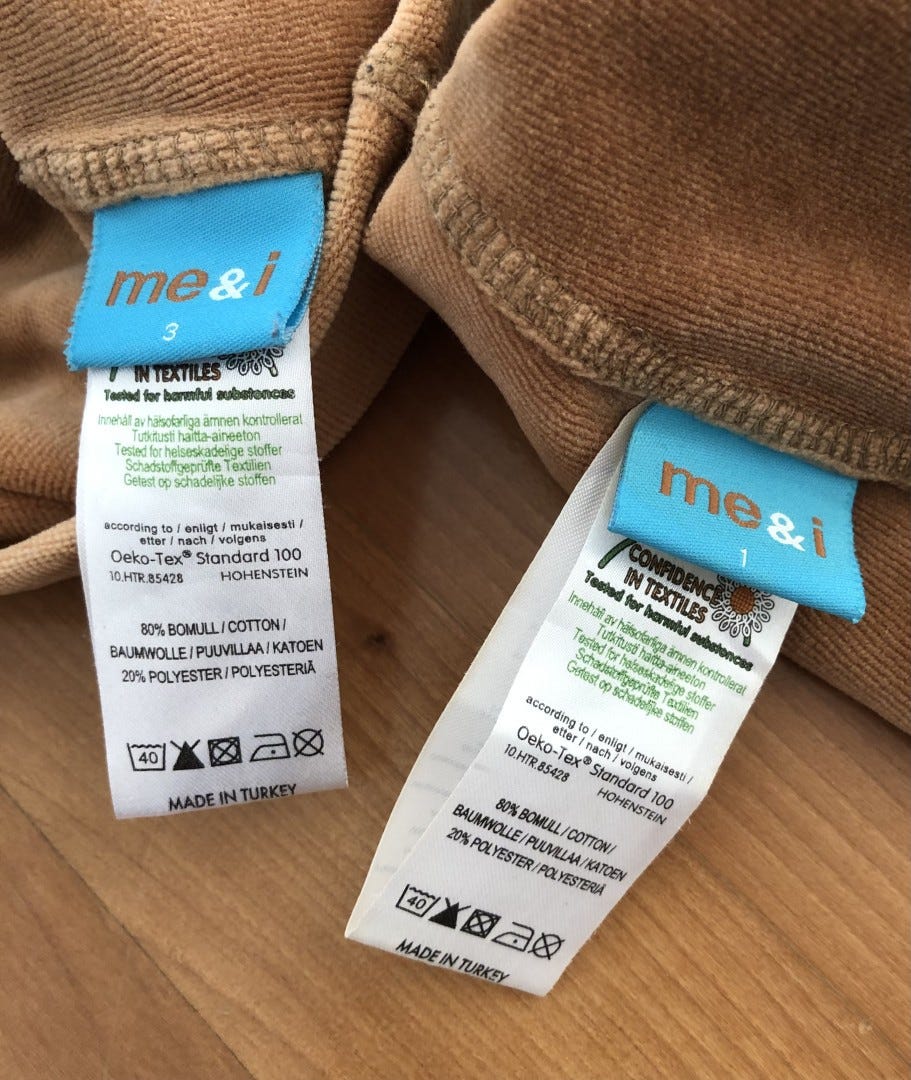 me&i
3
IN TEXTILES
Tested for harmful substances
Innehåll av hälsofarliga ämnen kontrollerat
Tutkitusti haitta-aineeton
Tested for helseskadelige stoffer
Schadstoffgeprüfte Textilien
Getest op schadelijke stoffen
according to / enligt / mukaisesti /
etter / nach / volgens
Oeko-Tex® Standard 100
10.HTR.85428 HOHENSTEIN
80% BOMULL / COTTON /
BAUMWOLLE / PUUVILLAA / KATOEN
20% POLYESTER / POLYESTERIÄ
40
MADE IN TURKEY
me&i
1
CONFIDENCE
IN TEXTILES
Tested for harmful substances
Innehåll av hälsofarliga ämnen kontrollerat
Tutkitusti haitta-aineeton
Tested for helseskadelige stoffer
Schadstoffgeprüfte Textilien
Getest op schadelijke stoffen
according to / enligt / mukaisesti /
etter / nach / volgens
Oeko-Tex® Standard 100
10.HTR.85428 HOHENSTEIN
80% BOMULL / COTTON /
BAUMWOLLE / PUUVILLAA / KATOEN
20% POLYESTER / POLYESTERIÄ
40
MADE IN TURKEY